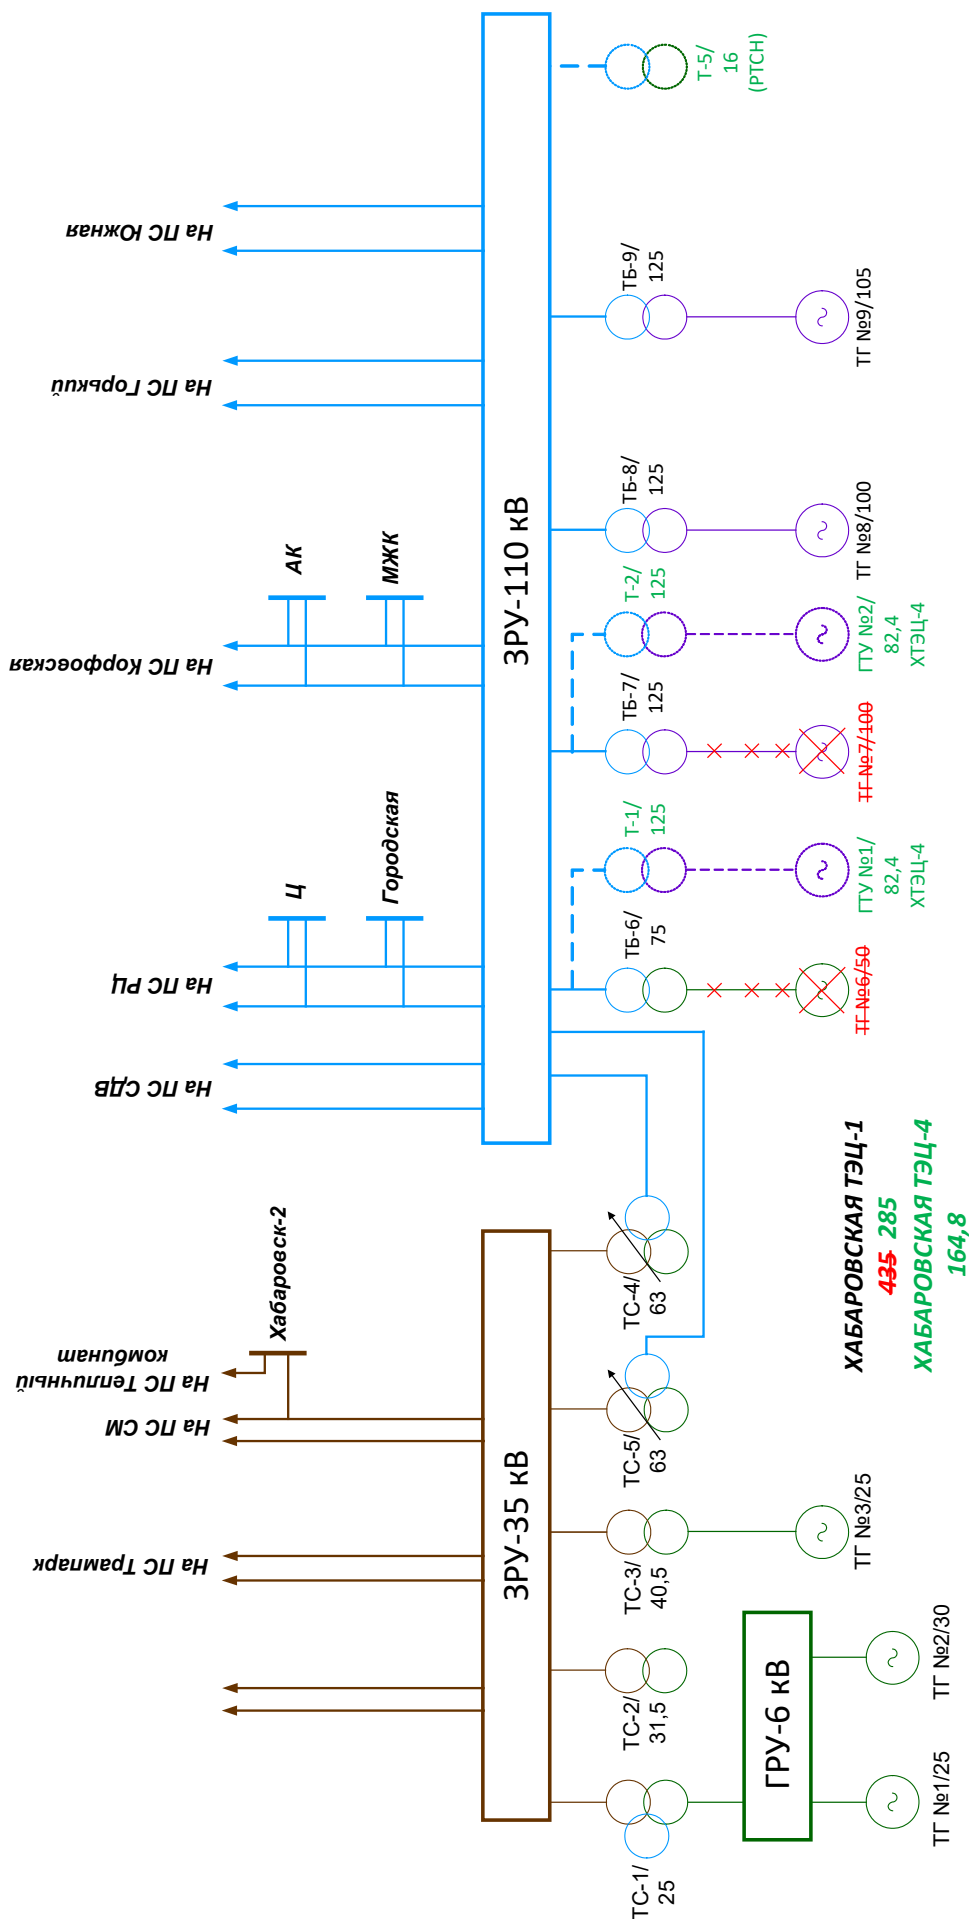 На ПС Трампарк
На ПС СМ
На ПС Тепличный
комбинат
Хабаровск-2
На ПС СДВ
На ПС РЦ
Ц
Городская
На ПС Корфовская
АК
МЖК
На ПС Горький
На ПС Южная
ЗРУ-35 кВ
ЗРУ-110 кВ
ТС-1/
25
ТС-2/
31,5
ТС-3/
40,5
ТС-5/
63
ТС-4/
63
ТБ-6/
75
Т-1/
125
ТБ-7/
125
Т-2/
125
ТБ-8/
125
ТБ-9/
125
Т-5/
16
(РТСН)
ГРУ-6 кВ
ТГ №1/25
ТГ №2/30
ТГ №3/25
ТГ №6/50
ГТУ №1/
82,4
ХТЭЦ-4
ТГ №7/100
ГТУ №2/
82,4
ХТЭЦ-4
ТГ №8/100
ТГ №9/105
ХАБАРОВСКАЯ ТЭЦ-1
435 285
ХАБАРОВСКАЯ ТЭЦ-4
164,8